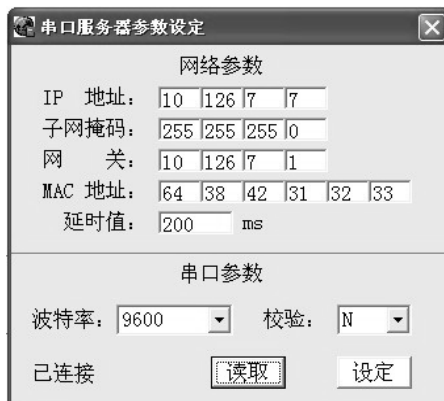 串口服务器参数设定
网络参数
IP 地址： 10 126 7 7
子网掩码： 255 255 255 0
网 关： 10 126 7 1
MAC 地址： 64 38 42 31 32 33
延时值： 200 ms
串口参数
波特率： 9600 校验： N
已连接 读取 设定